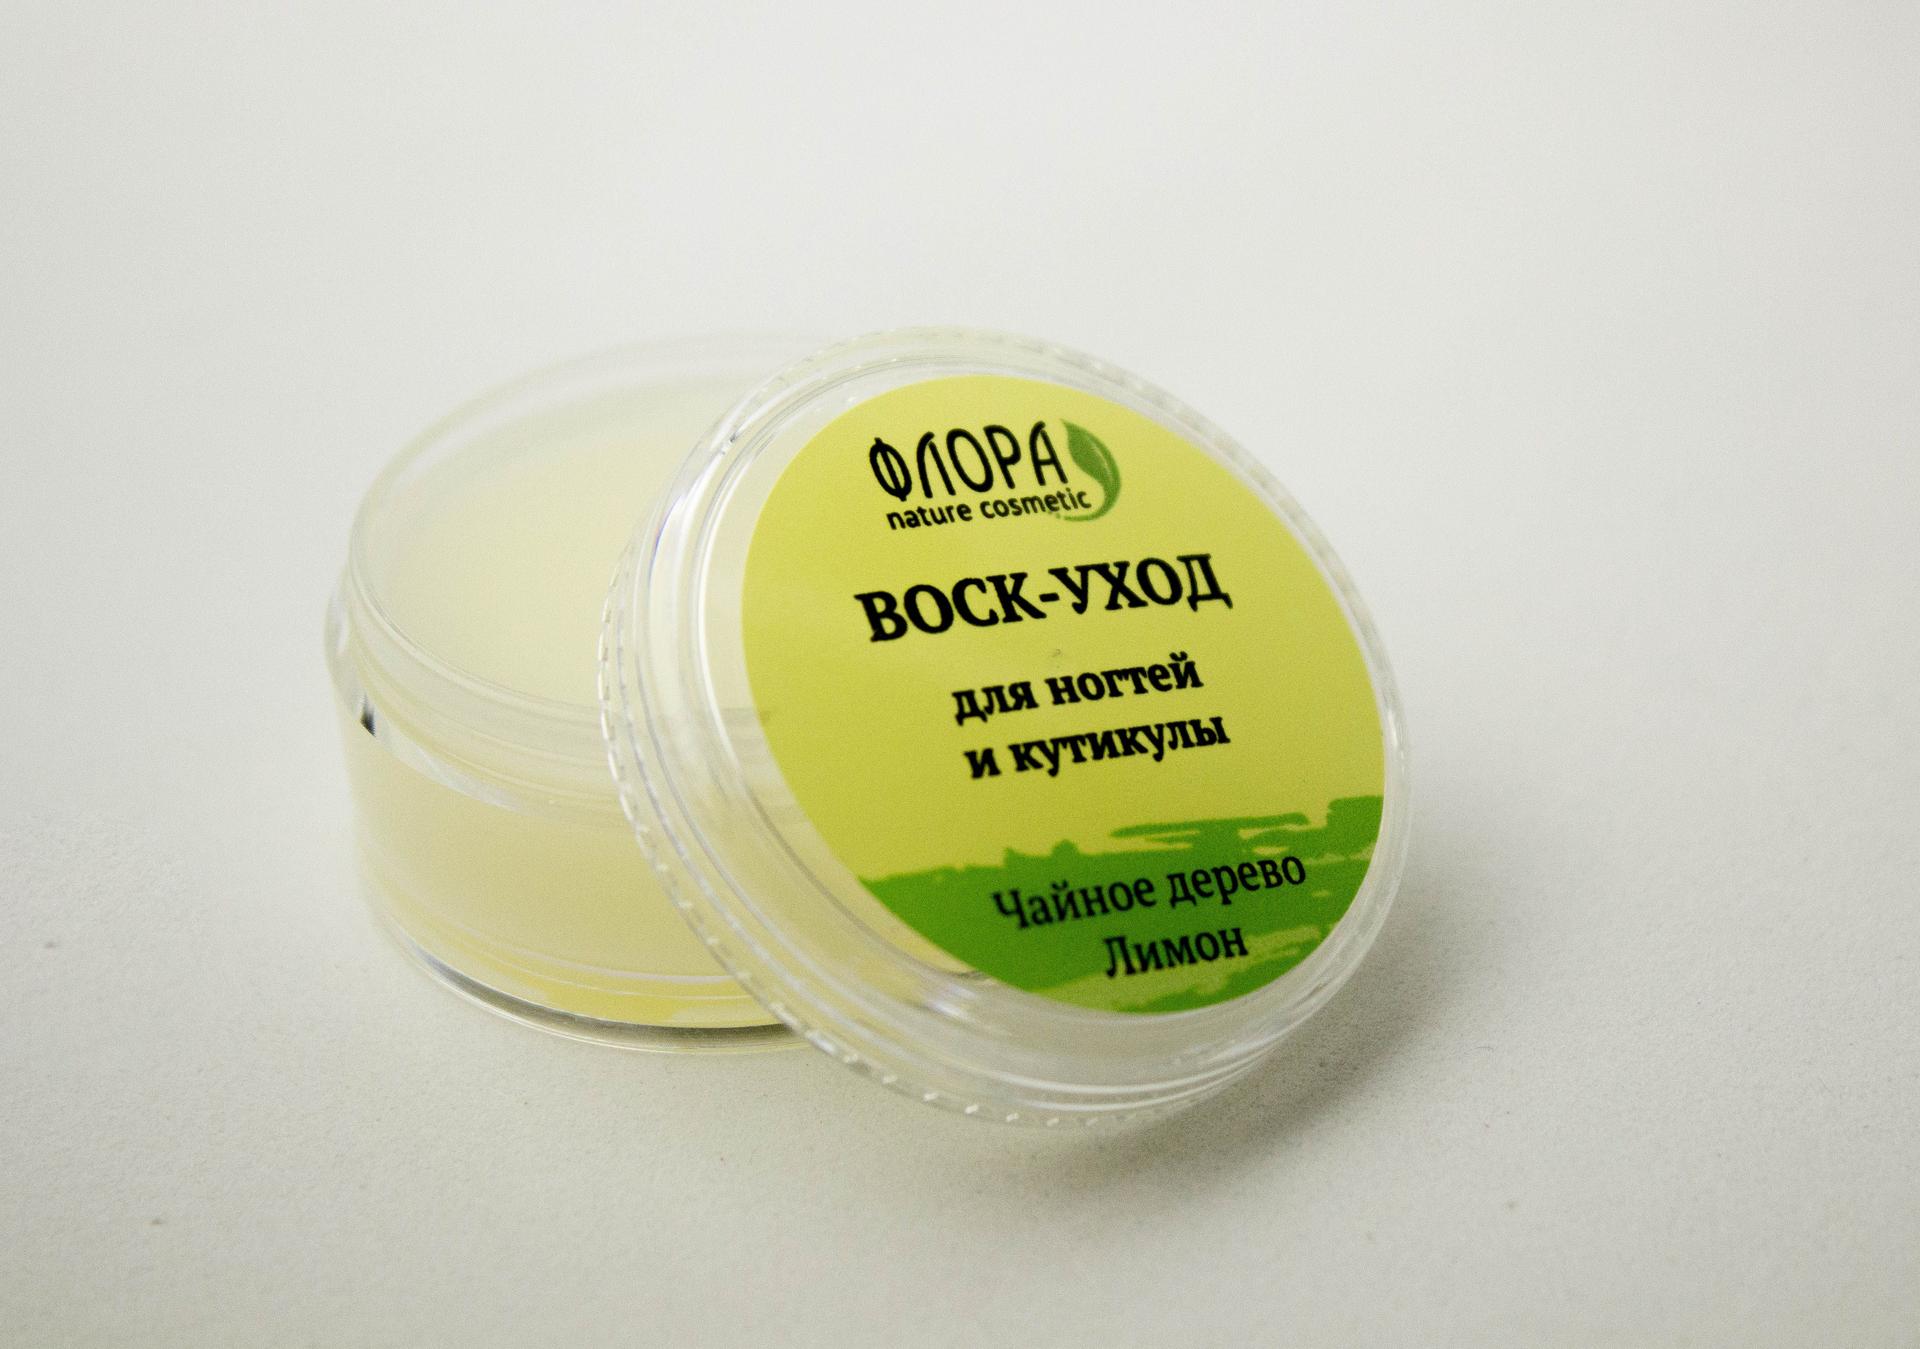 ФЛОРА
nature cosmetic
ВОСК-УХОД
для ногтей
и кутикулы
Чайное дерево
Лимон